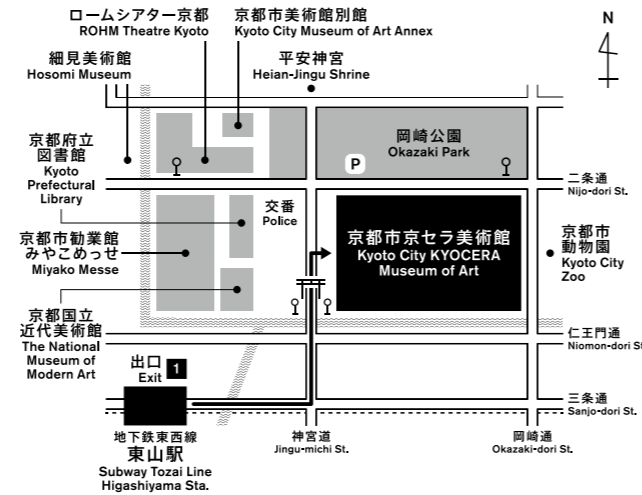 ロームシアター京都
ROHM Theatre Kyoto
京都市美術館別館
Kyoto City Museum of Art Annex
細見美術館
Hosomi Museum
平安神宮
Heian-Jingu Shrine
N
京都府立
図書館
Kyoto
Prefectural
Library
岡崎公園
Okazaki Park
P
二条通
Nijo-dori St.
交番
Police
京都市勧業館
みやこめっせ
Miyako Messe
京都市京セラ美術館
Kyoto City KYOCERA
Museum of Art
京都市
動物園
Kyoto City
Zoo
京都国立
近代美術館
The National
Museum of
Modern Art
仁王門通
Niomon-dori St.
出口
Exit
1
三条通
Sanjo-dori St.
地下鉄東西線
東山駅
Subway Tozai Line
Higashiyama Sta.
神宮道
Jingu-michi St.
岡崎通
Okazaki-dori St.